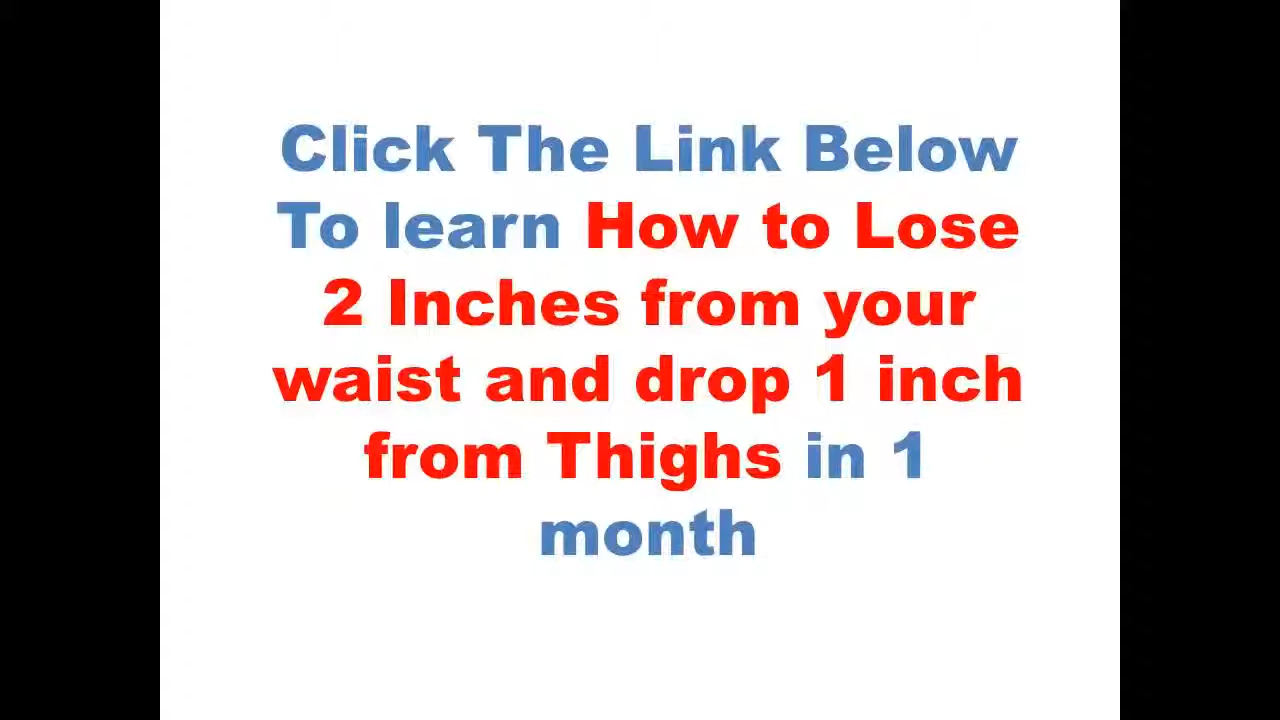 Click The Link Below
To learn How to Lose
2 Inches from your
waist and drop 1 inch
from Thighs in 1
month